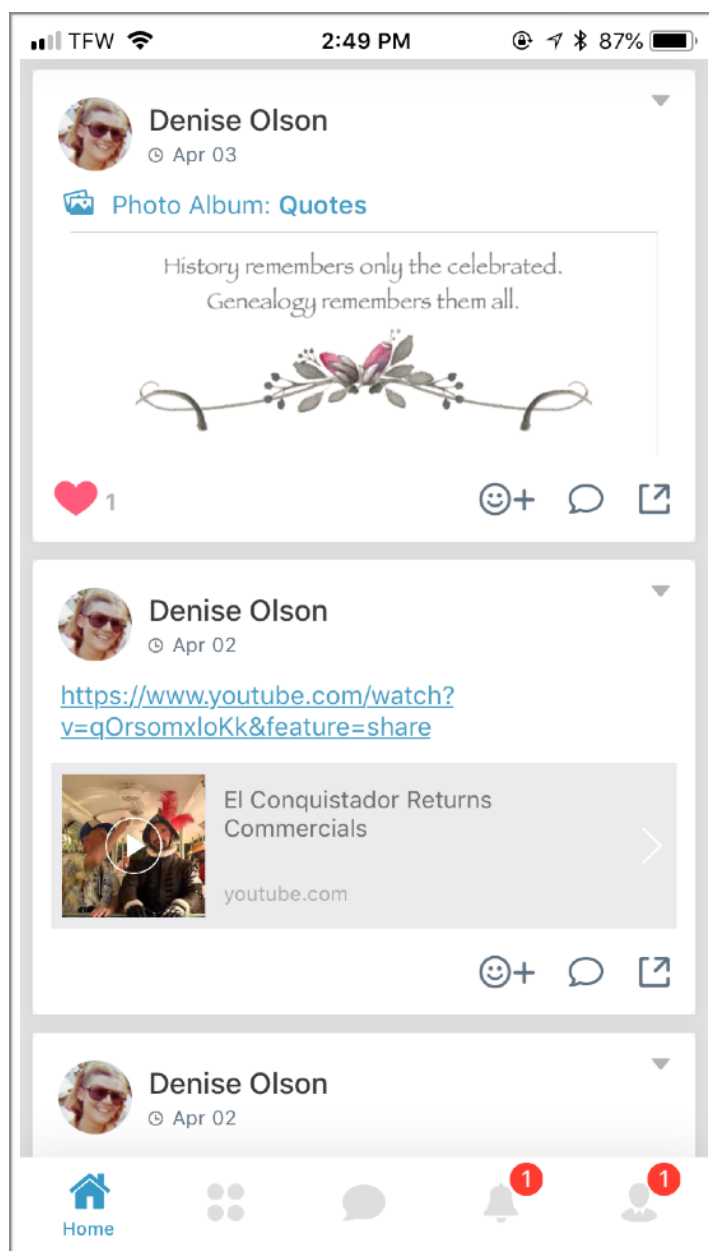 TFW 2:49 PM 87%
Denise Olson
Apr 03
Photo Album: Quotes
History remembers only the celebrated.
Genealogy remembers them all.
1
Denise Olson
Apr 02
https://www.youtube.com/watch?
v=qOrsomxloKk&feature=share
El Conquistador Returns
Commercials
youtube.com
Denise Olson
Apr 02
1 1
Home